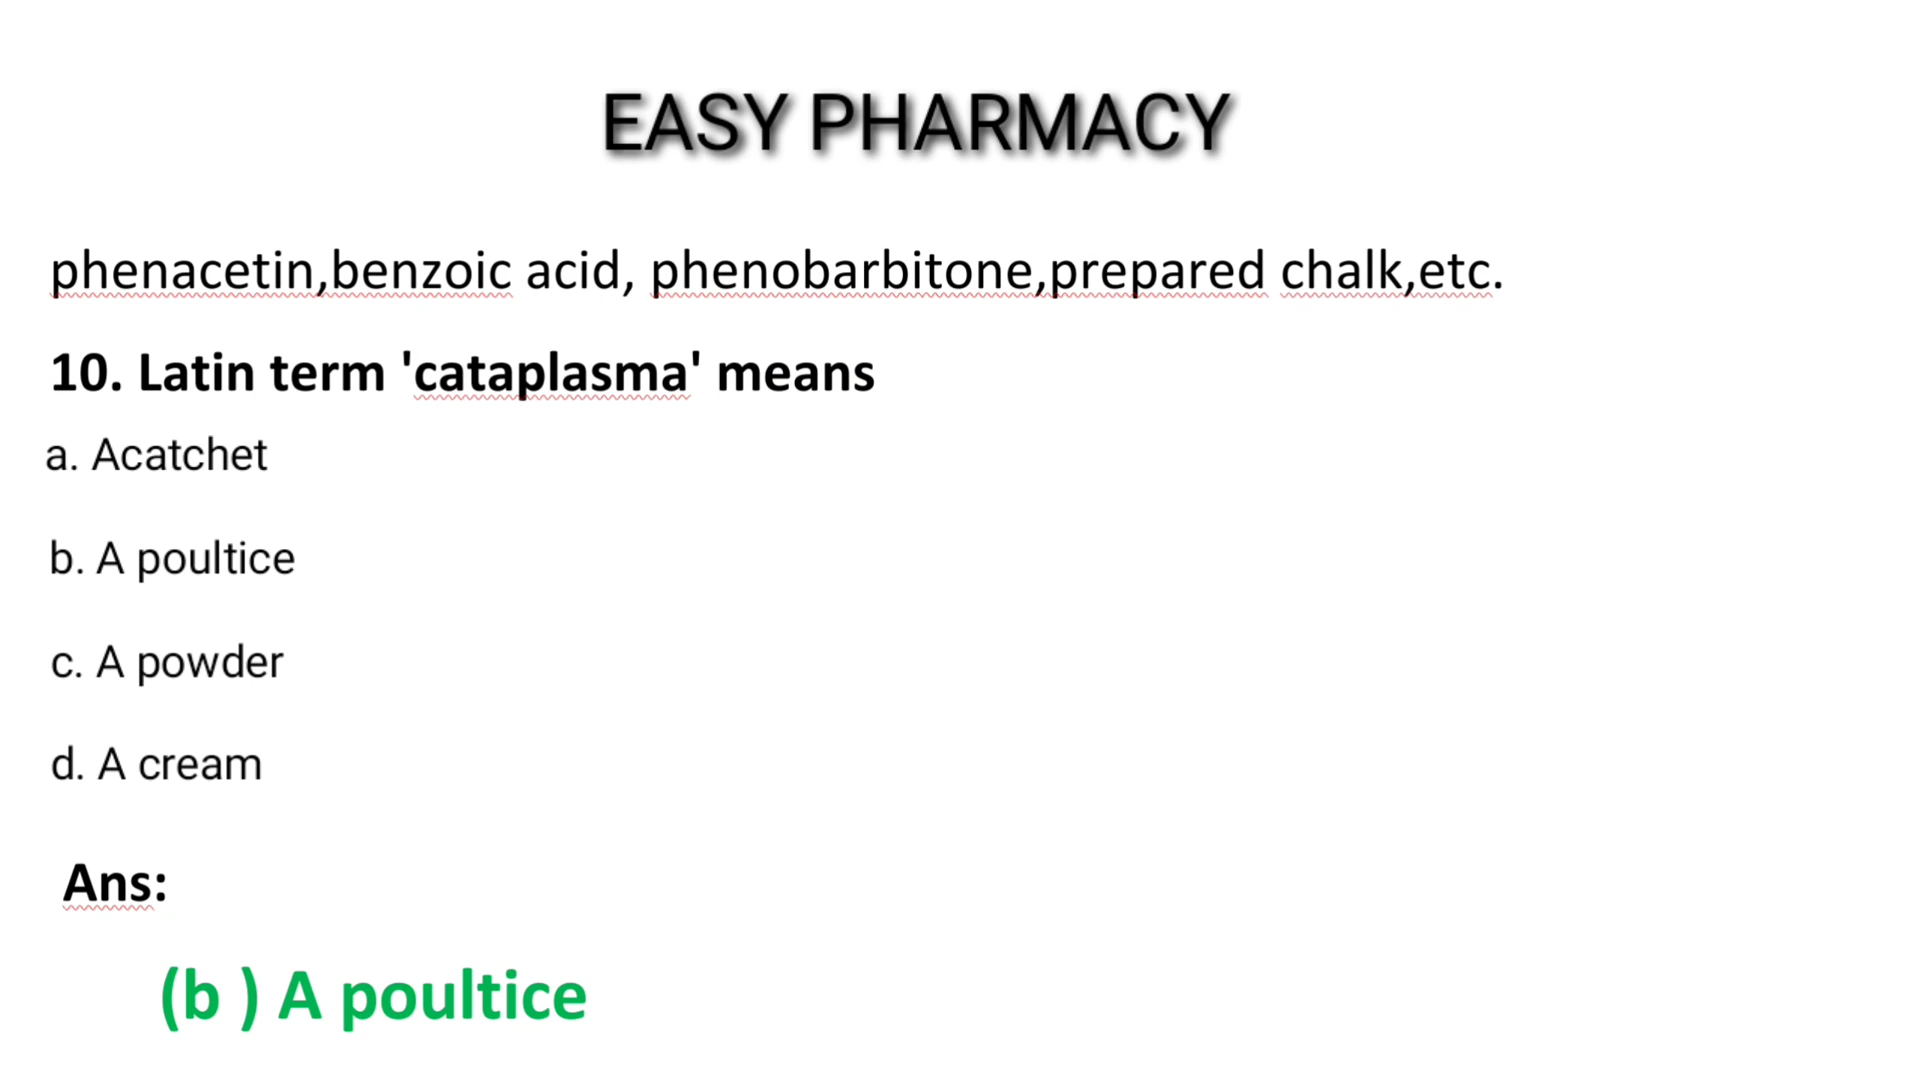 EASY PHARMACY
phenacetin,benzoic acid, phenobarbitone,prepared chalk,etc.
10. Latin term 'cataplasma' means
a. Acatchet
b. A poultice
c. A powder
d. A cream
Ans:
(b ) A poultice